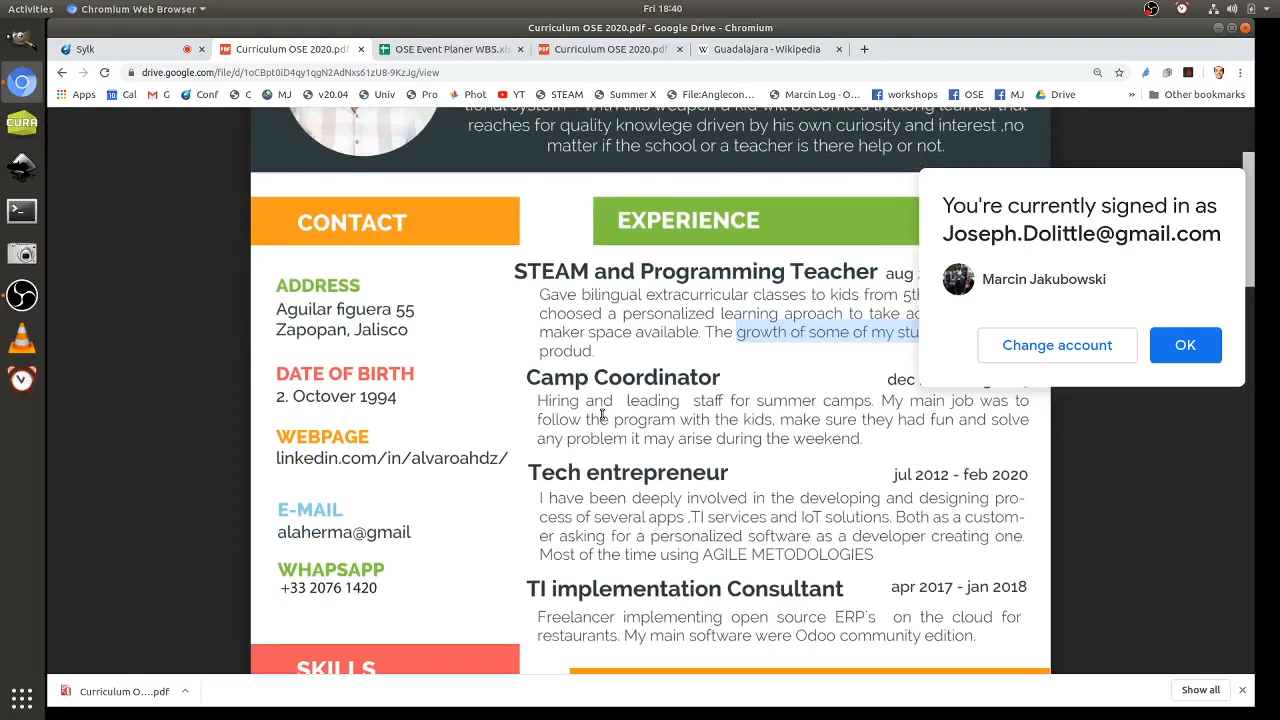 Activities
Chromium Web Browser
Fri 18:40
Curriculum OSE 2020.pdf - Google Drive - Chromium
Sylk
Curriculum OSE 2020.pdf
OSE Event Planer WBS.xls
Curriculum OSE 2020.pdf
Guadalajara - Wikipedia
drive.google.com/file/d/1oCBpt0iD4qy1qgN2AdNxs61zU8-9KzJg/view
Apps
Cal
G
Conf
C
MJ
v20.04
Univ
Pro
Phot
YT
STEAM
Summer X
File:Anglecon...
Marcin Log - O...
workshops
OSE
MJ
Drive
»
Other bookmarks
reaches for quality knowlege driven by his own curiosity and interest ,no
matter if the school or a teacher is there help or not.
CONTACT
ADDRESS
Aguilar figuera 55
Zapopan, Jalisco
DATE OF BIRTH
2. Octover 1994
WEBPAGE
linkedin.com/in/alvaroahdz/
E-MAIL
alaherma@gmail
WHAPSAPP
+33 2076 1420
SKILLS
EXPERIENCE
STEAM and Programming Teacher aug
Gave bilingual extracurricular classes to kids from 5th
choosed a personalized learning aproach to take
maker space available. The growth of some of my stu
produd.
Camp Coordinator dec
Hiring and leading staff for summer camps. My main job was to
follow the program with the kids, make sure they had fun and solve
any problem it may arise during the weekend.
Tech entrepreneur jul 2012 - feb 2020
I have been deeply involved in the developing and designing pro-
cess of several apps ,TI services and IoT solutions. Both as a custom-
er asking for a personalized software as a developer creating one.
Most of the time using AGILE METODOLOGIES
TI implementation Consultant apr 2017 - jan 2018
Freelancer implementing open source ERP´s on the cloud for
restaurants. My main software were Odoo community edition.
You're currently signed in as
Joseph.Dolittle@gmail.com
Marcin Jakubowski
Change account
OK
Curriculum O....pdf
Show all